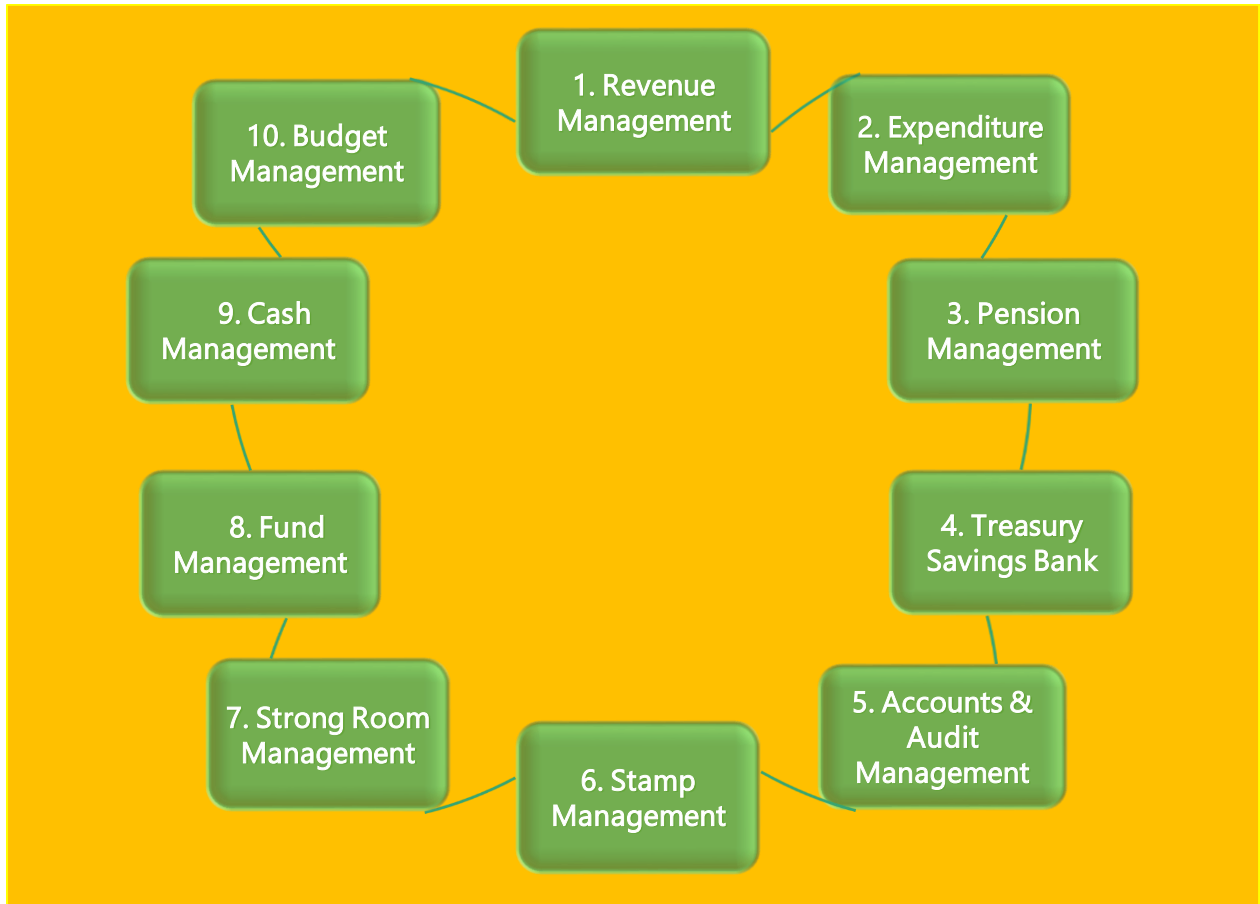 1. Revenue
Management
2. Expenditure
Management
3. Pension
Management
4. Treasury
Savings Bank
5. Accounts &
Audit
Management
6. Stamp
Management
7. Strong Room
Management
8. Fund
Management
9. Cash
Management
10. Budget
Management